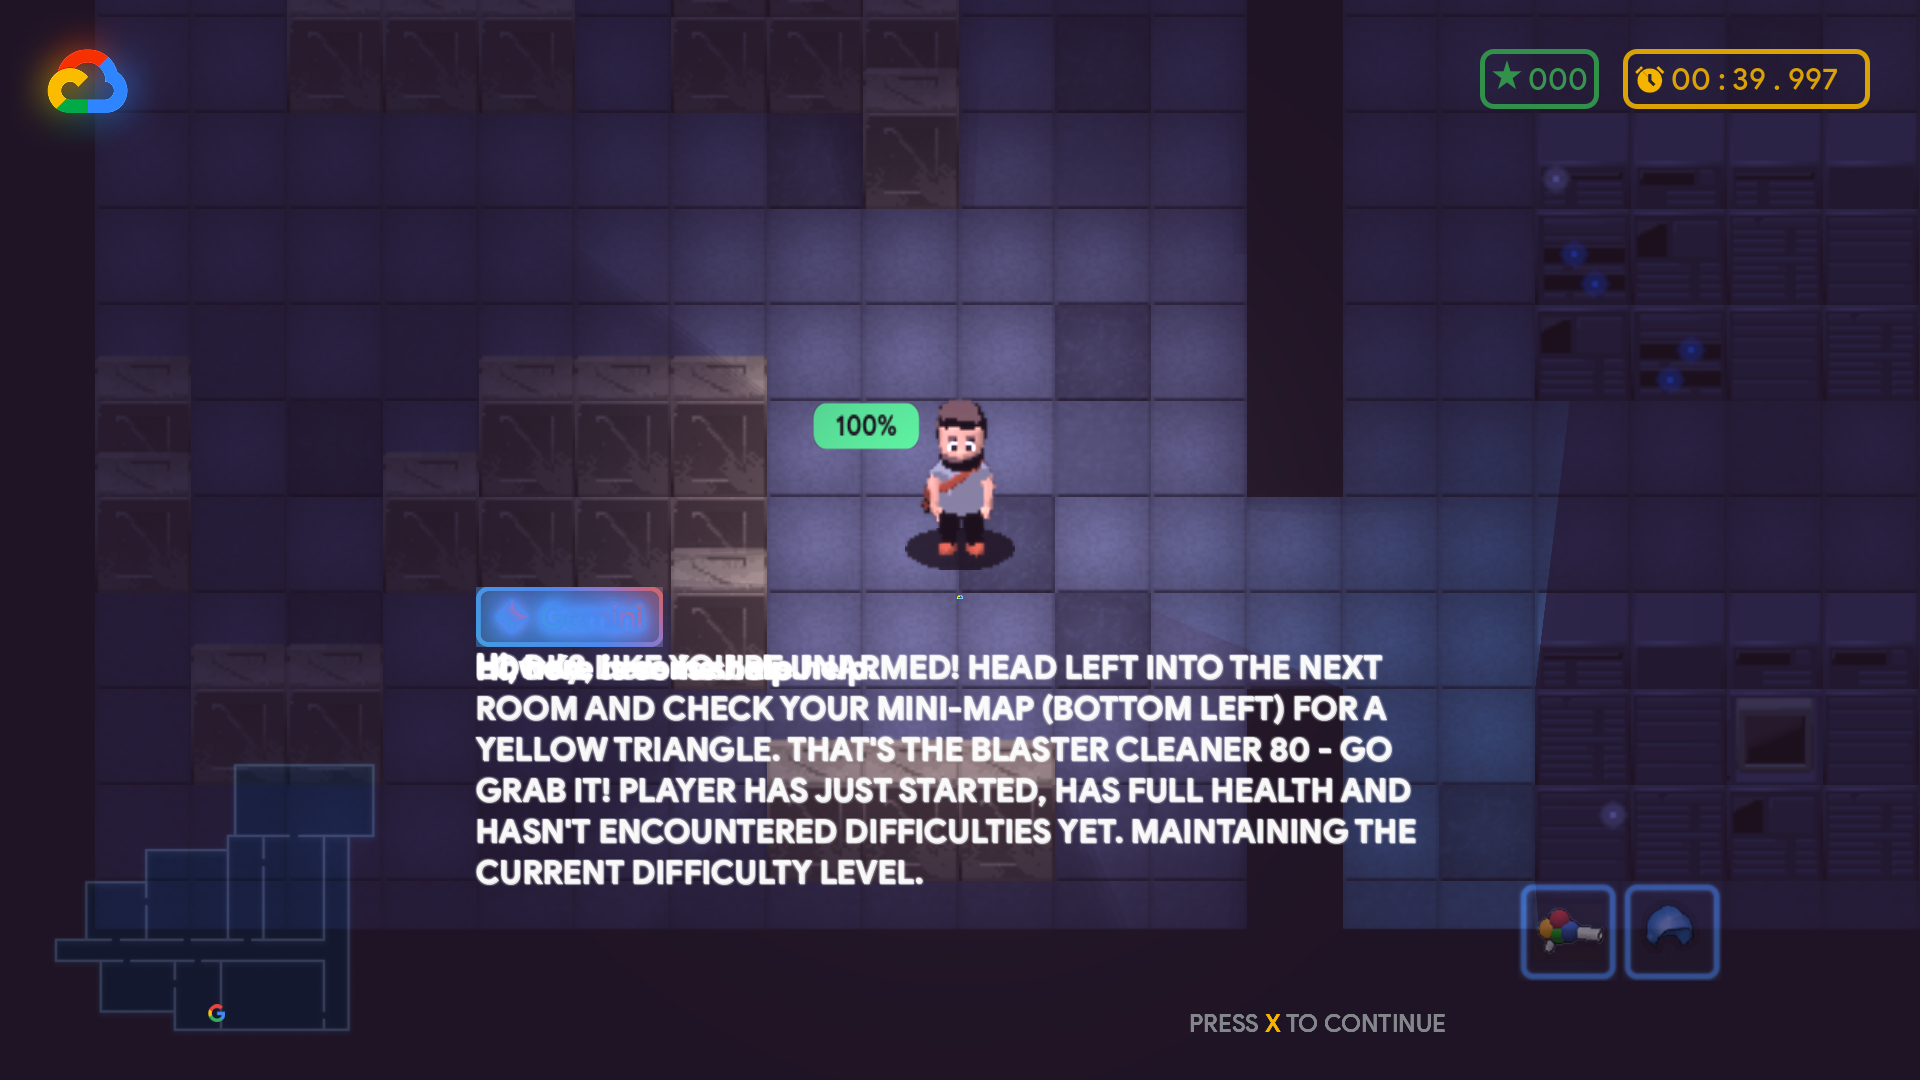 ★000
00:39.997
100%
Gemini
UNARMED! HEAD LEFT INTO THE NEXT
ROOM AND CHECK YOUR MINI-MAP (BOTTOM LEFT) FOR A
YELLOW TRIANGLE. THAT'S THE BLASTER CLEANER 80 - GO
GRAB IT! PLAYER HAS JUST STARTED, HAS FULL HEALTH AND
HASN'T ENCOUNTERED DIFFICULTIES YET. MAINTAINING THE
CURRENT DIFFICULTY LEVEL.
PRESS X TO CONTINUE